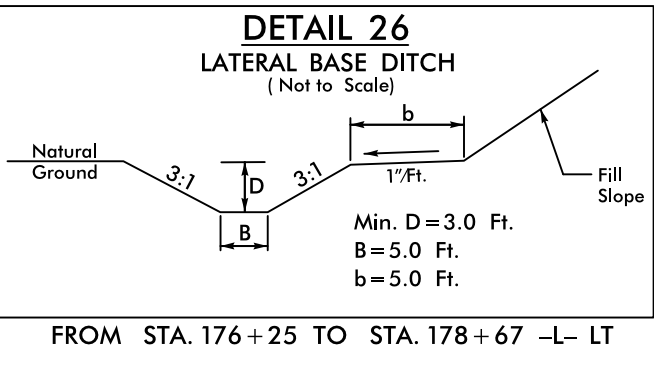 DETAIL 26
LATERAL BASE DITCH
( Not to Scale)
b
Natural
Ground
3:1
D
3:1
1"/Ft.
Fill
Slope
B
Min. D=3.0 Ft.
B=5.0 Ft.
b=5.0 Ft.
FROM STA. 176+25 TO STA. 178+67 -L- LT